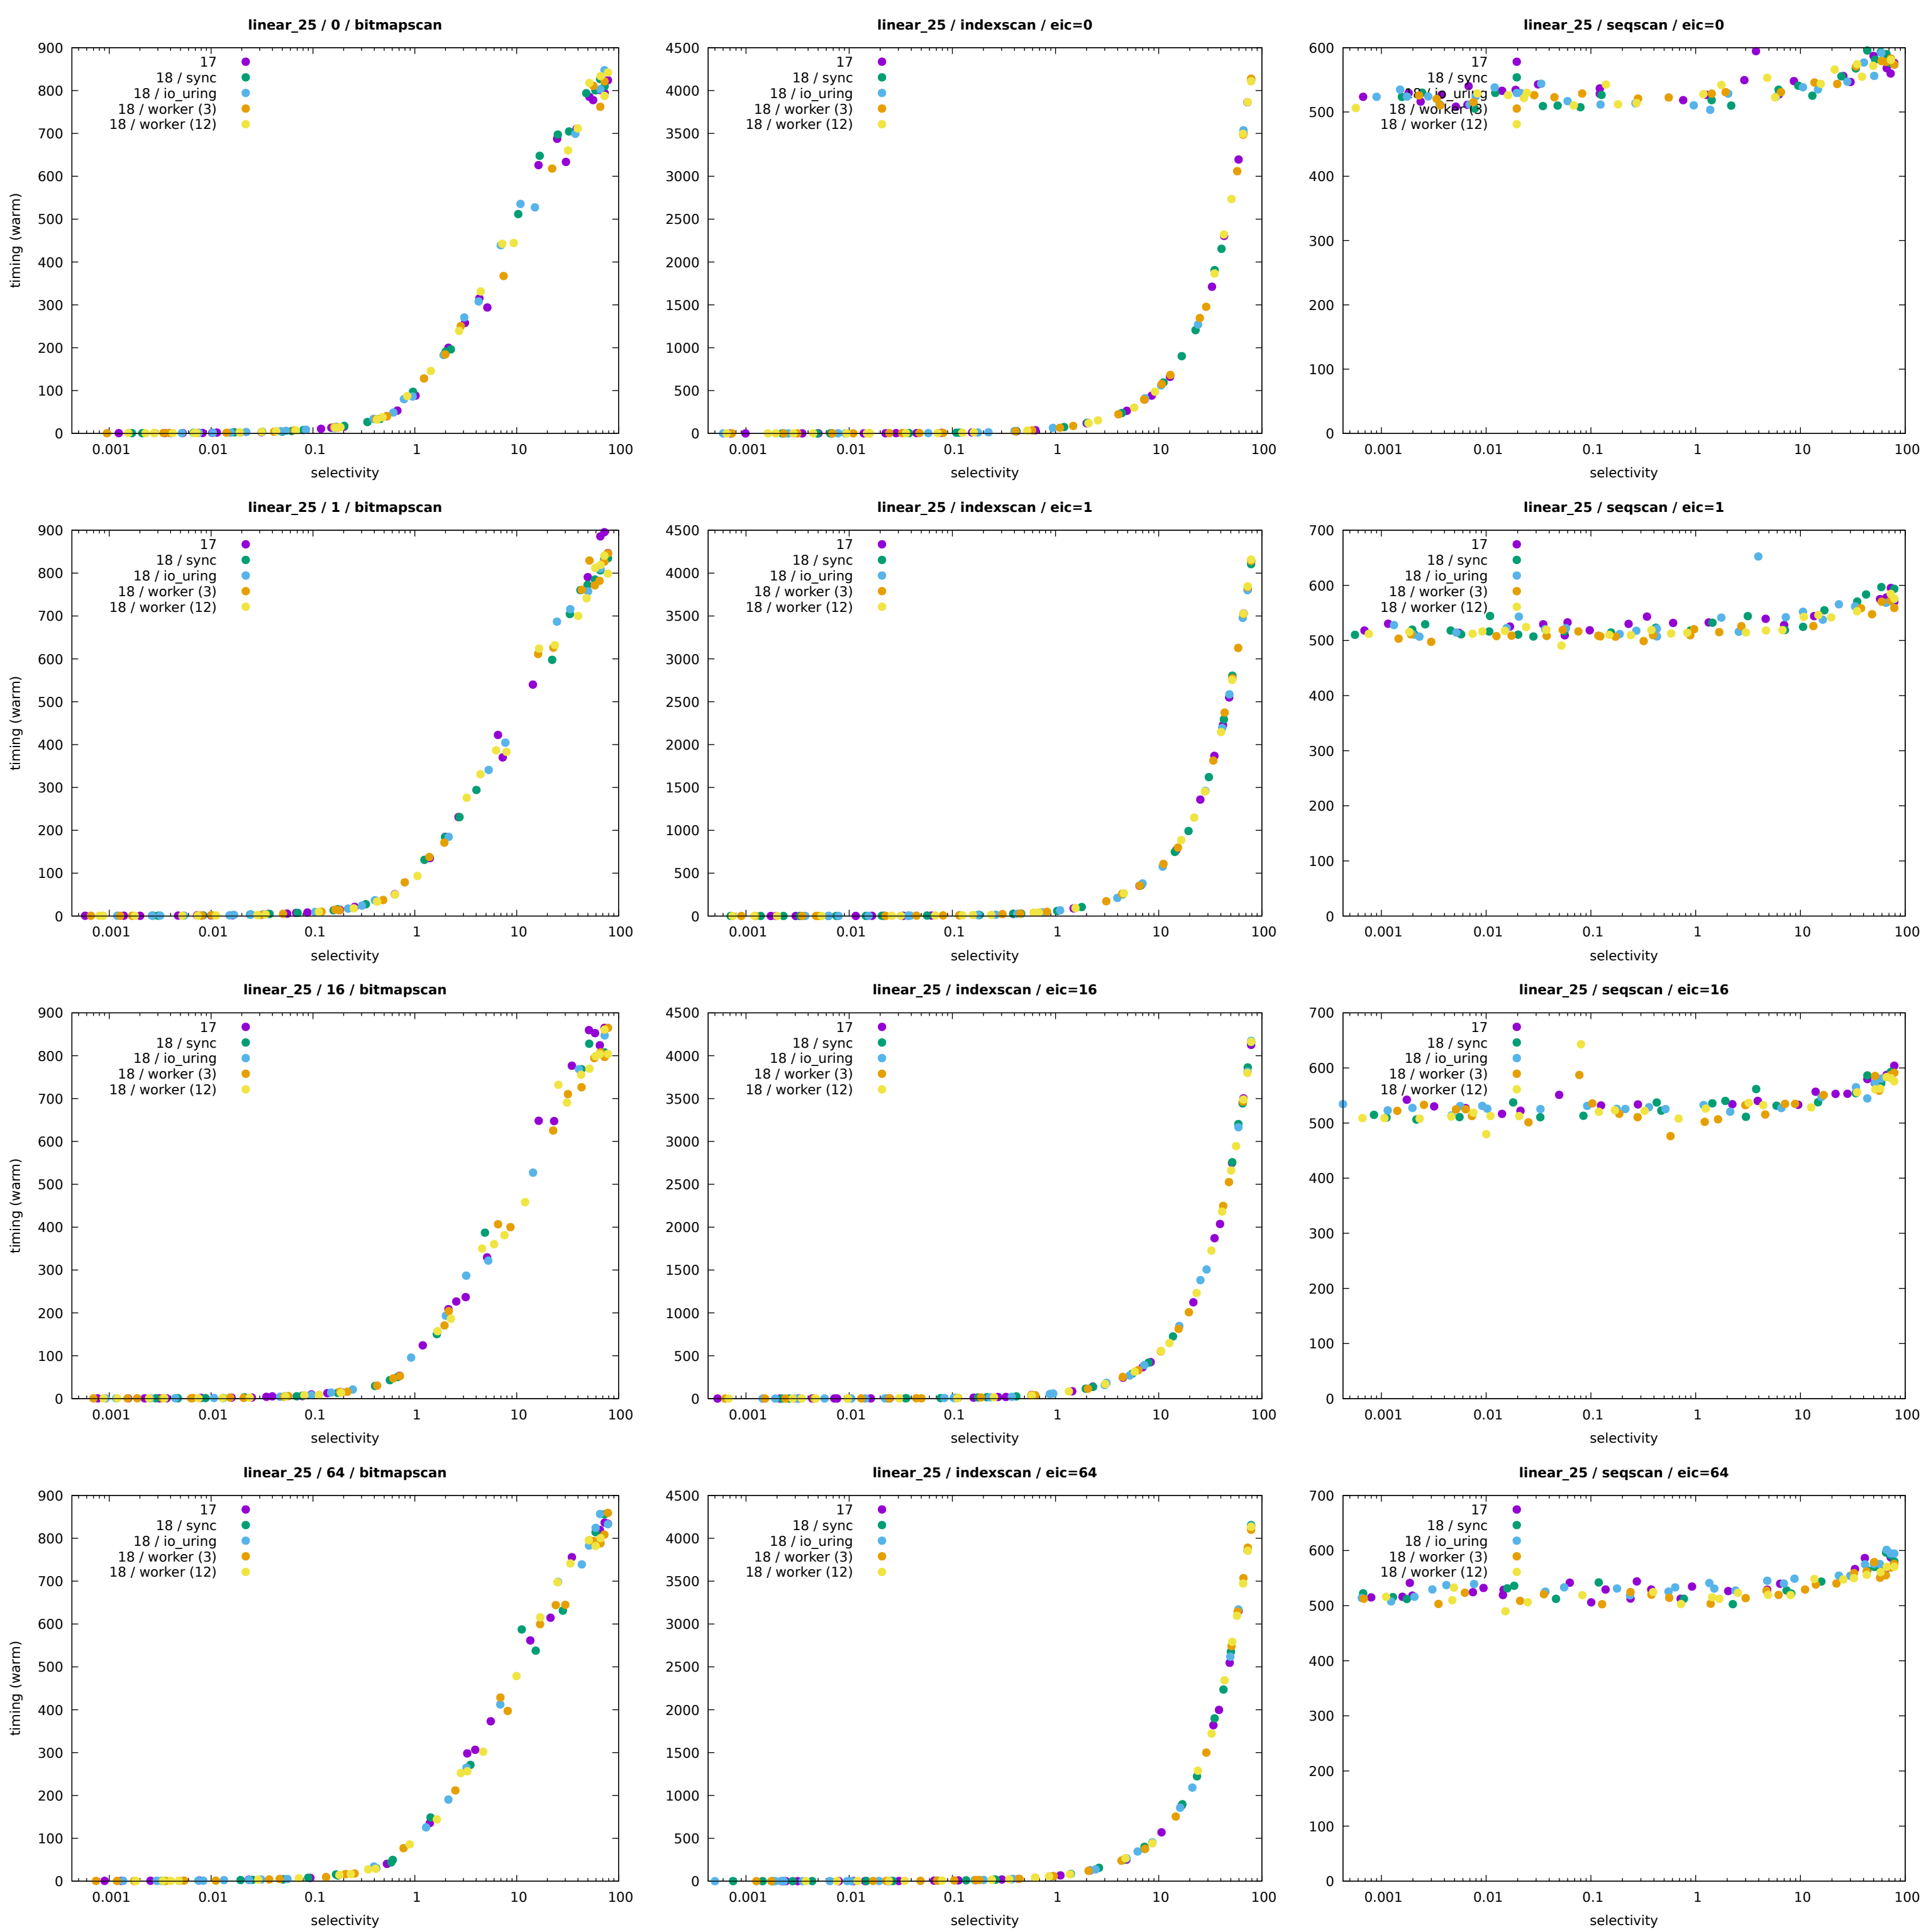 linear_25 / 0 / bitmapscan
900
800
700
600
500
400
300
200
100
0
timing (warm)
17
18 / sync
18 / io_uring
18 / worker (3)
18 / worker (12)
0.001 0.01 0.1 1 10 100
selectivity
linear_25 / indexscan / eic=0
4500
4000
3500
3000
2500
2000
1500
1000
500
0
17
18 / sync
18 / io_uring
18 / worker (3)
18 / worker (12)
0.001 0.01 0.1 1 10 100
selectivity
linear_25 / seqscan / eic=0
600
500
400
300
200
100
0
17
18 / sync
18 / io_uring
18 / worker (3)
18 / worker (12)
0.001 0.01 0.1 1 10 100
selectivity
linear_25 / 1 / bitmapscan
900
800
700
600
500
400
300
200
100
0
timing (warm)
17
18 / sync
18 / io_uring
18 / worker (3)
18 / worker (12)
0.001 0.01 0.1 1 10 100
selectivity
linear_25 / indexscan / eic=1
4500
4000
3500
3000
2500
2000
1500
1000
500
0
17
18 / sync
18 / io_uring
18 / worker (3)
18 / worker (12)
0.001 0.01 0.1 1 10 100
selectivity
linear_25 / seqscan / eic=1
700
600
500
400
300
200
100
0
17
18 / sync
18 / io_uring
18 / worker (3)
18 / worker (12)
0.001 0.01 0.1 1 10 100
selectivity
linear_25 / 16 / bitmapscan
900
800
700
600
500
400
300
200
100
0
timing (warm)
17
18 / sync
18 / io_uring
18 / worker (3)
18 / worker (12)
0.001 0.01 0.1 1 10 100
selectivity
linear_25 / indexscan / eic=16
4500
4000
3500
3000
2500
2000
1500
1000
500
0
17
18 / sync
18 / io_uring
18 / worker (3)
18 / worker (12)
0.001 0.01 0.1 1 10 100
selectivity
linear_25 / seqscan / eic=16
700
600
500
400
300
200
100
0
17
18 / sync
18 / io_uring
18 / worker (3)
18 / worker (12)
0.001 0.01 0.1 1 10 100
selectivity
linear_25 / 64 / bitmapscan
900
800
700
600
500
400
300
200
100
0
timing (warm)
17
18 / sync
18 / io_uring
18 / worker (3)
18 / worker (12)
0.001 0.01 0.1 1 10 100
selectivity
linear_25 / indexscan / eic=64
4500
4000
3500
3000
2500
2000
1500
1000
500
0
17
18 / sync
18 / io_uring
18 / worker (3)
18 / worker (12)
0.001 0.01 0.1 1 10 100
selectivity
linear_25 / seqscan / eic=64
700
600
500
400
300
200
100
0
17
18 / sync
18 / io_uring
18 / worker (3)
18 / worker (12)
0.001 0.01 0.1 1 10 100
selectivity